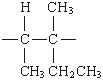 H CH₃
— C — C —
CH₃ CH₂CH₃